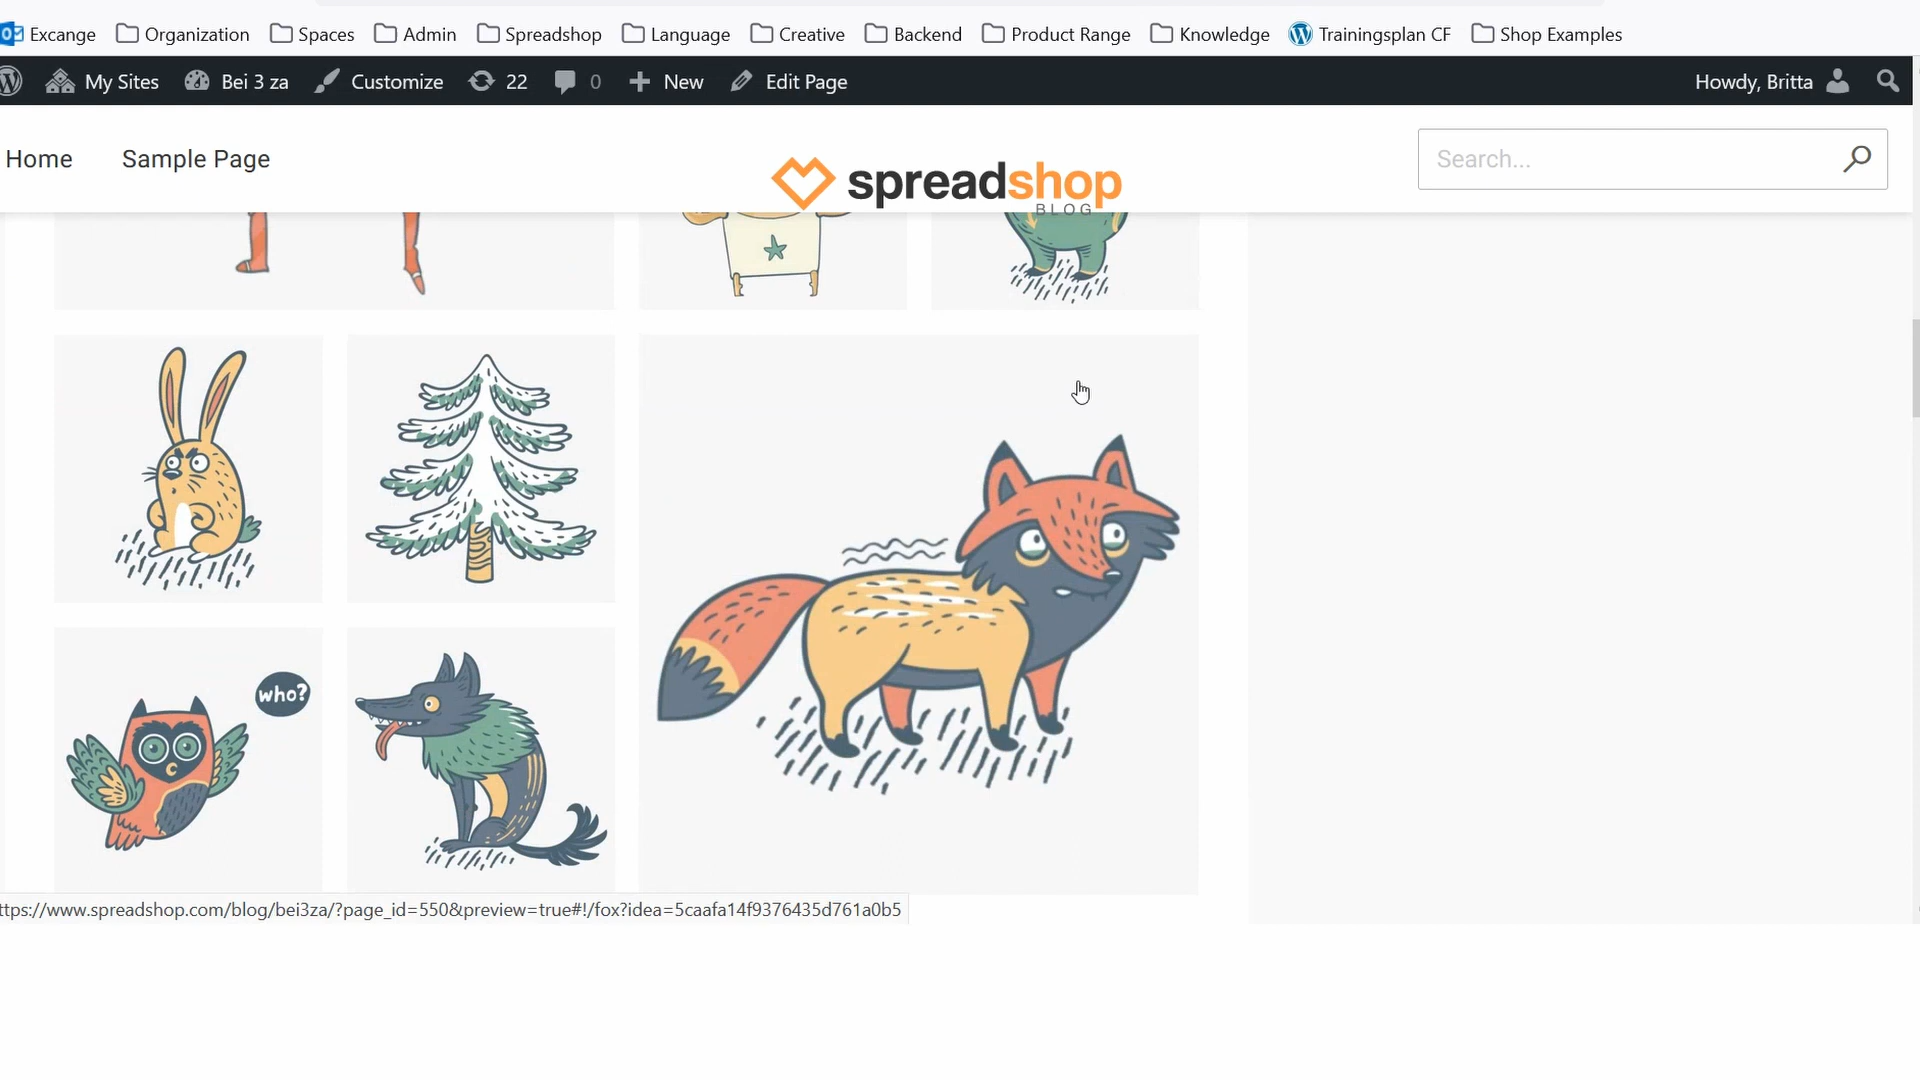 Excange Organization Spaces Admin Spreadshop Language Creative Backend Product Range Knowledge Trainingsplan CF Shop Examples
My Sites Bei 3 za Customize 22 0 New Edit Page Howdy, Britta
Home Sample Page spreadshop Search...
BLOG
who?
ttps://www.spreadshop.com/blog/bei3za/?page_id=550&preview=true#!/fox?idea=5caafa14f9376435d761a0b5